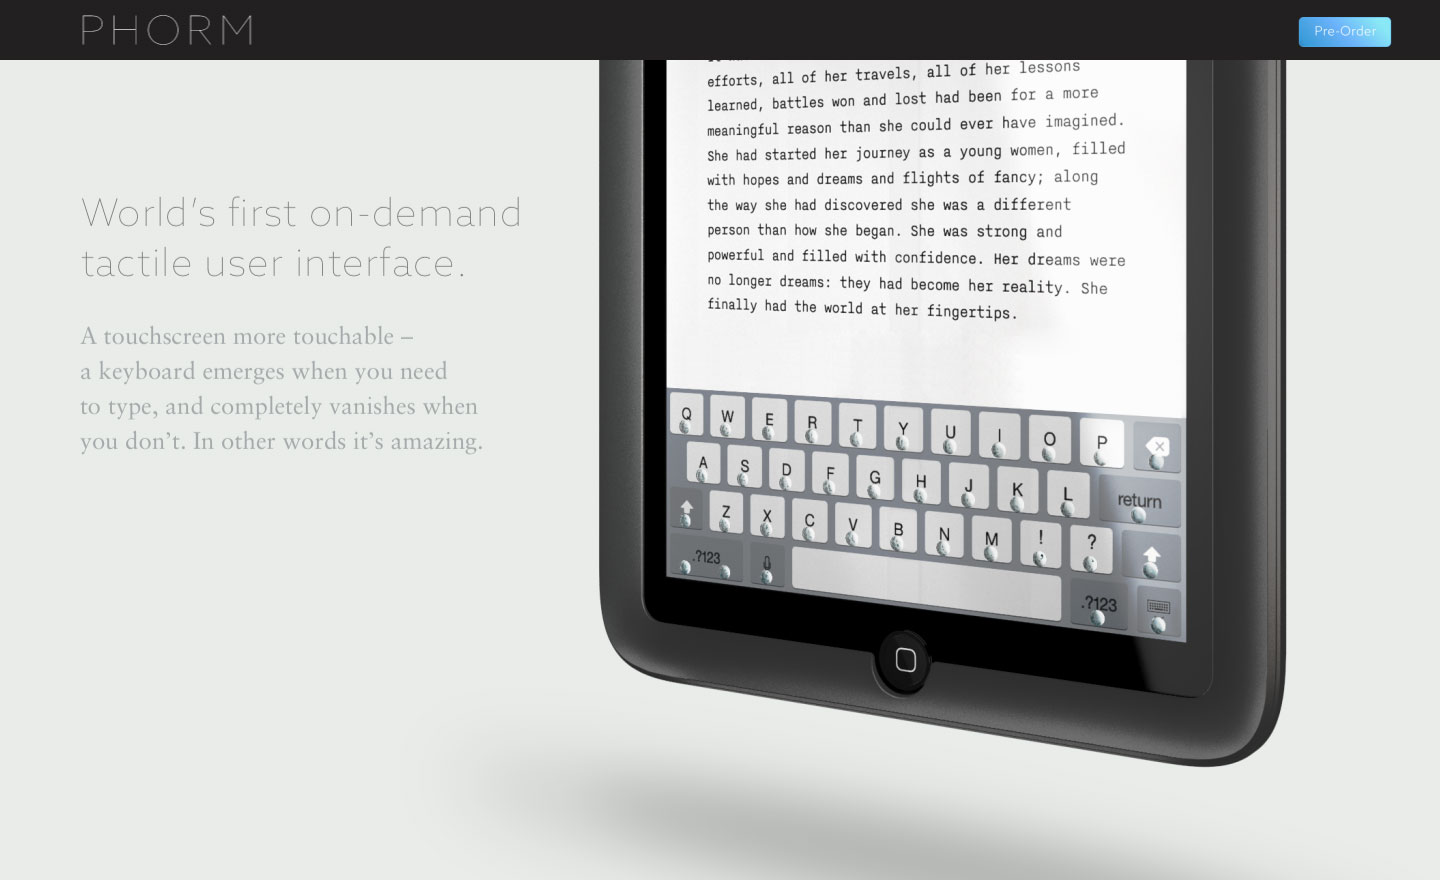 PHORM
Pre-Order
World's first on-demand
tactile user interface.
A touchscreen more touchable –
a keyboard emerges when you need
to type, and completely vanishes when
you don't. In other words it's amazing.
efforts, all of her travels, all of her lessons
learned, battles won and lost had been for a more
meaningful reason than she could ever have imagined.
She had started her journey as a young women, filled
with hopes and dreams and flights of fancy; along
the way she had discovered she was a different
person than how she began. She was strong and
powerful and filled with confidence. Her dreams were
no longer dreams: they had become her reality. She
finally had the world at her fingertips.
Q W E R T Y U I O P
A S D F G H J K L return
Z X C V B N M ! ?
.?123 .?123